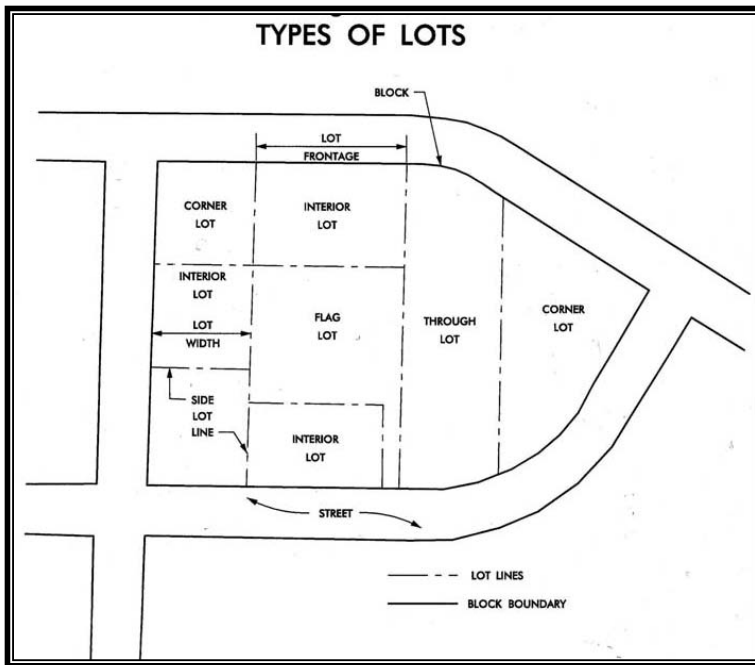 TYPES OF LOTS
BLOCK
LOT
FRONTAGE
CORNER
LOT
INTERIOR
LOT
INTERIOR
LOT
LOT
WIDTH
FLAG
LOT
THROUGH
LOT
CORNER
LOT
SIDE
LOT
LINE
INTERIOR
LOT
STREET
LOT LINES
BLOCK BOUNDARY